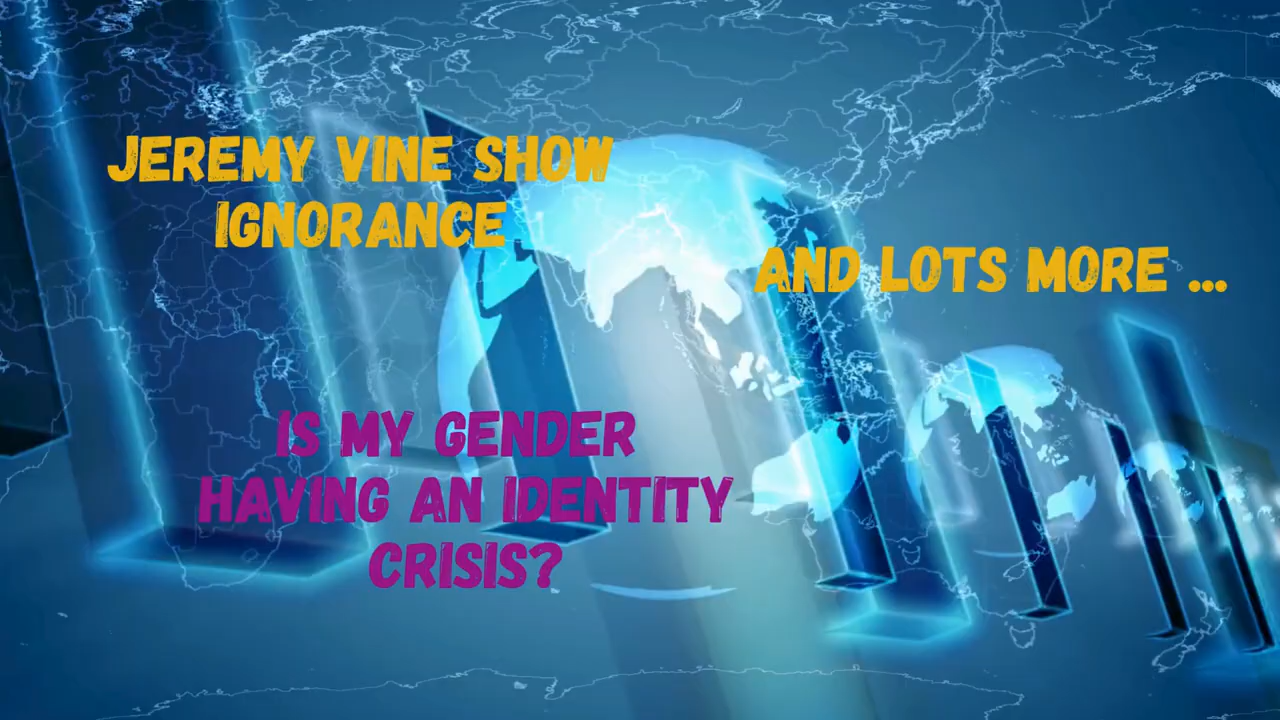 JEREMY VINE SHOW
IGNORANCE
AND LOTS MORE ...
IS MY GENDER
HAVING AN IDENTITY
CRISIS?